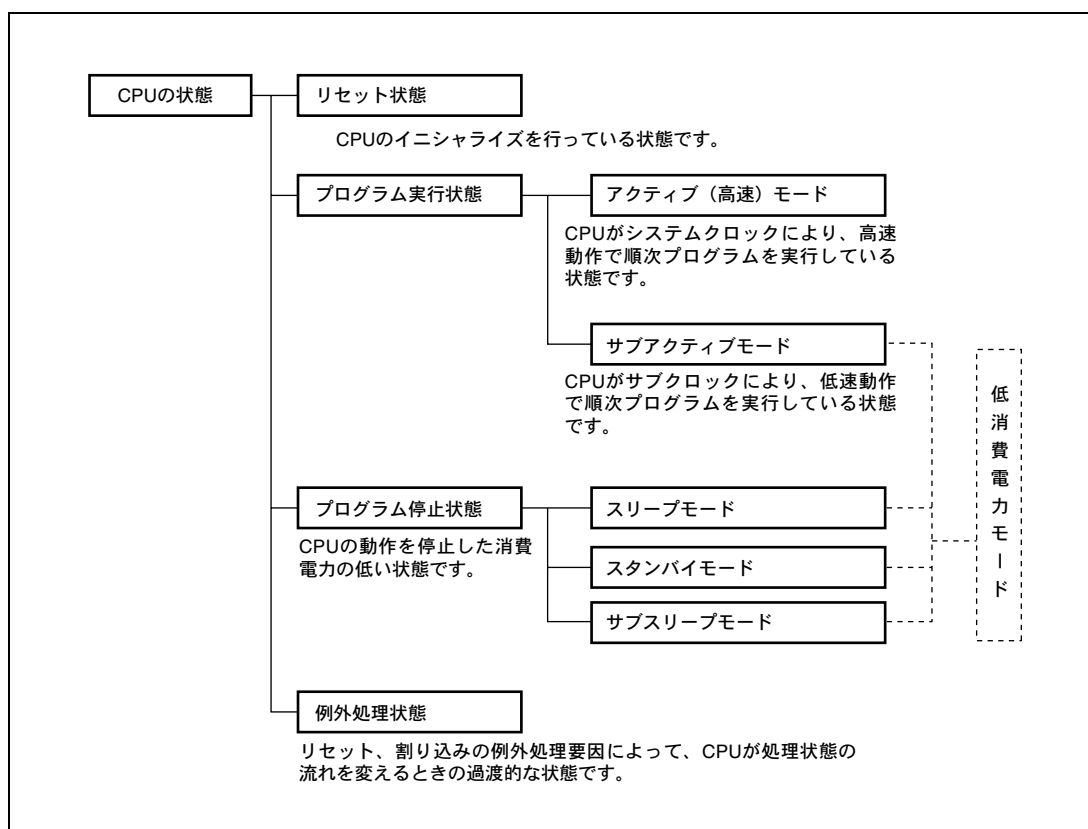 CPUの状態
リセット状態
CPUのイニシャライズを行っている状態です。
プログラム実行状態
アクティブ（高速）モード
CPUがシステムクロックにより、高速
動作で順次プログラムを実行している
状態です。
サブアクティブモード
CPUがサブクロックにより、低速動作
で順次プログラムを実行している状態
です。
低消費電力モード
プログラム停止状態
CPUの動作を停止した消費
電力の低い状態です。
スリープモード
スタンバイモード
サブスリープモード
例外処理状態
リセット、割り込みの例外処理要因によって、CPUが処理状態の
流れを変えるときの過渡的な状態です。